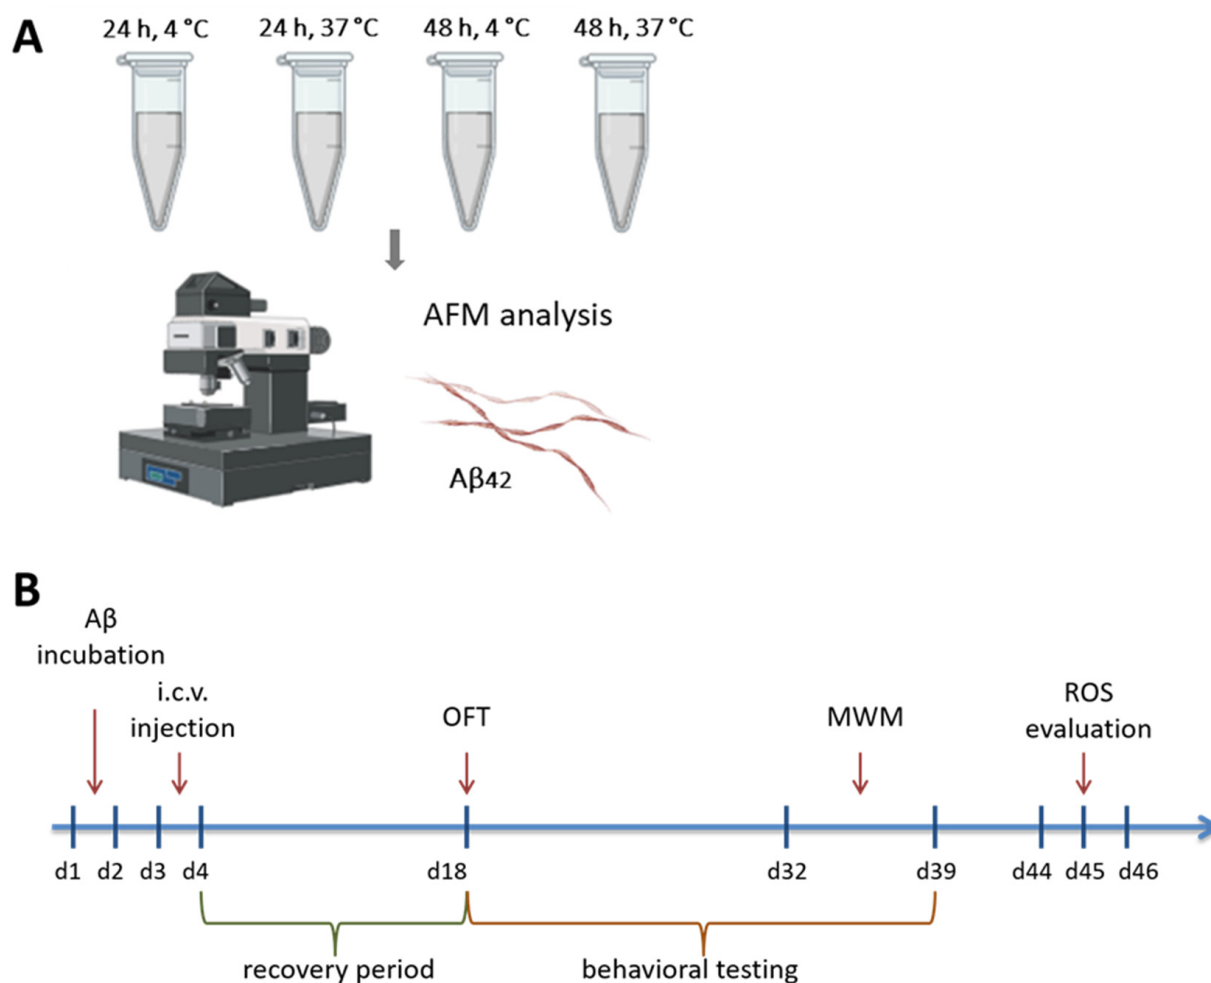 A
24 h, 4 °C
24 h, 37 °C
48 h, 4 °C
48 h, 37 °C
AFM analysis
Aβ42
B
Aβ
incubation
i.c.v.
injection
OFT
MWM
ROS
evaluation
d1
d2
d3
d4
d18
d32
d39
d44
d45
d46
recovery period
behavioral testing